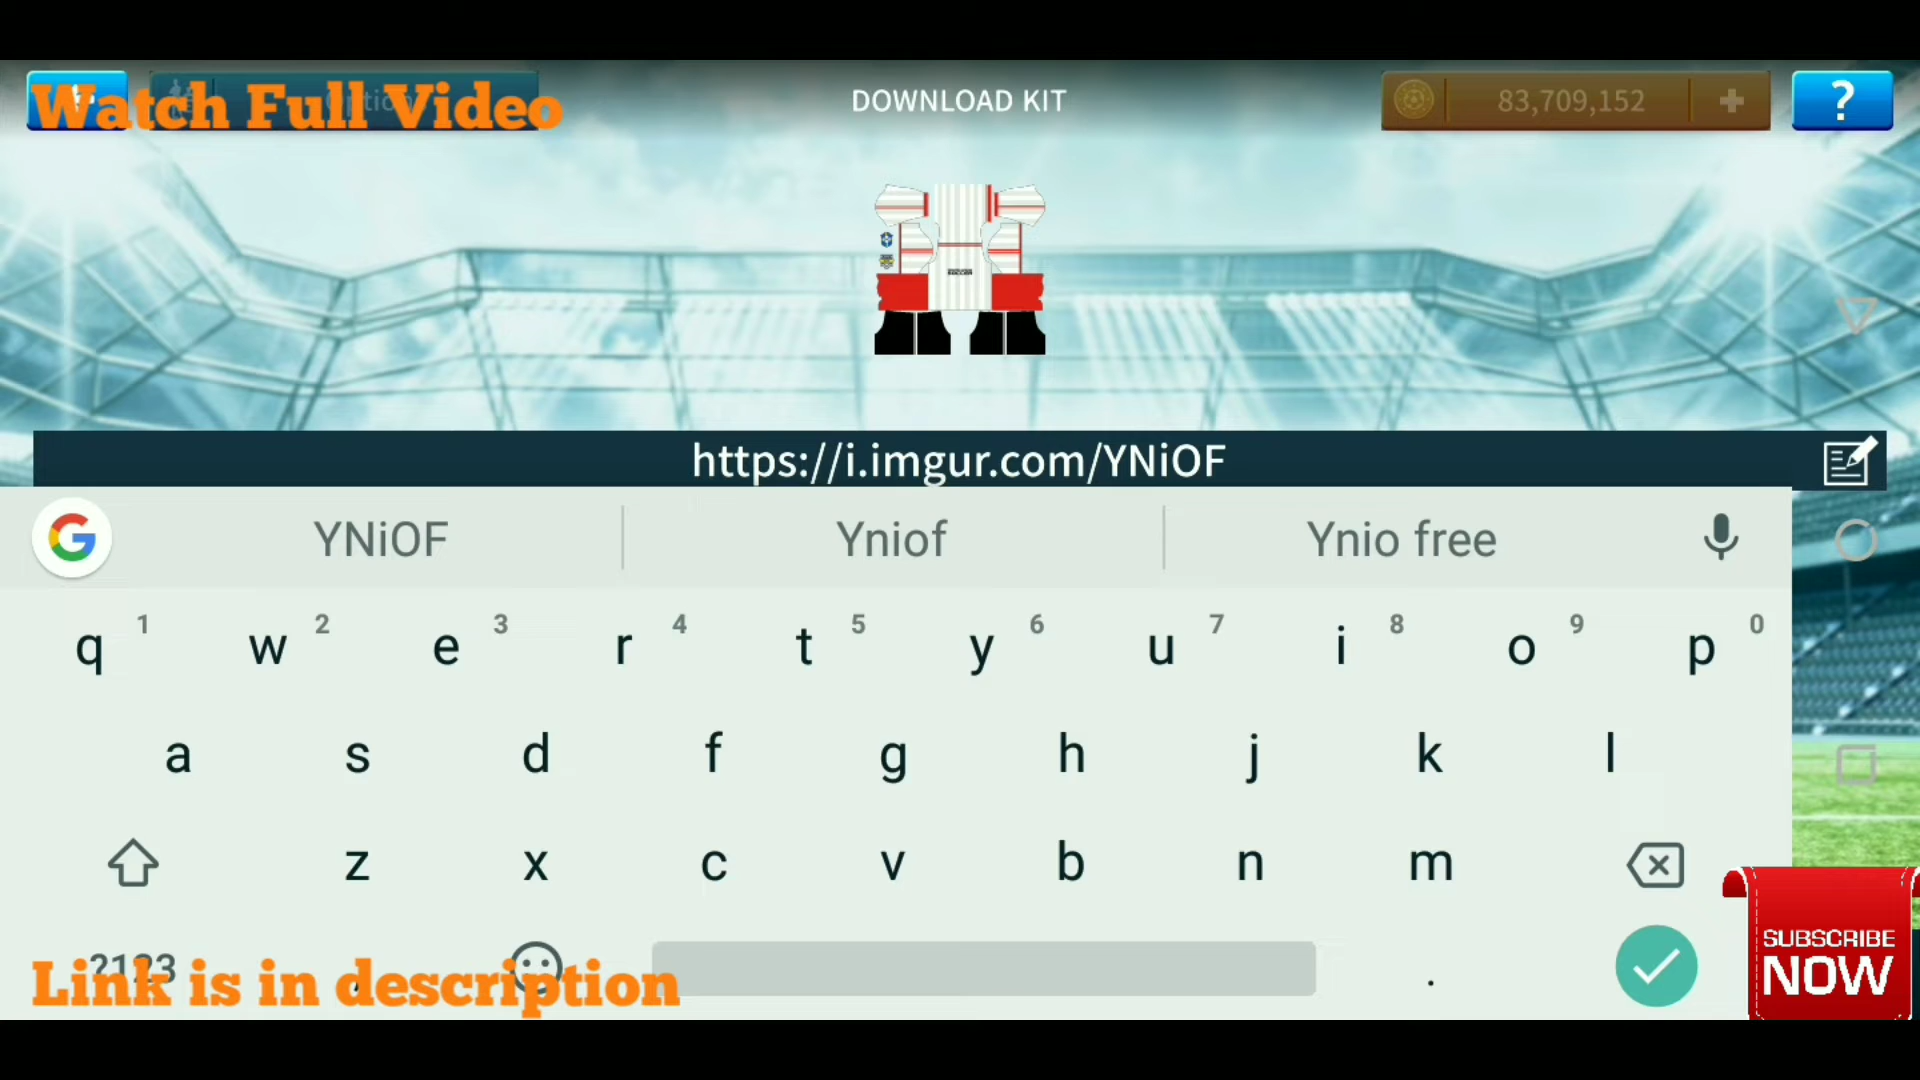 Watch Full Video
DOWNLOAD KIT
83,709,152
?
https://i.imgur.com/YNiOF
YNiOF
Yniof
Ynio free
q 1 w 2 e 3 r 4 t 5 y 6 u 7 i 8 o 9 p 0
a s d f g h j k l
z x c v b n m
?123 , .
Link is in description
SUBSCRIBE
NOW